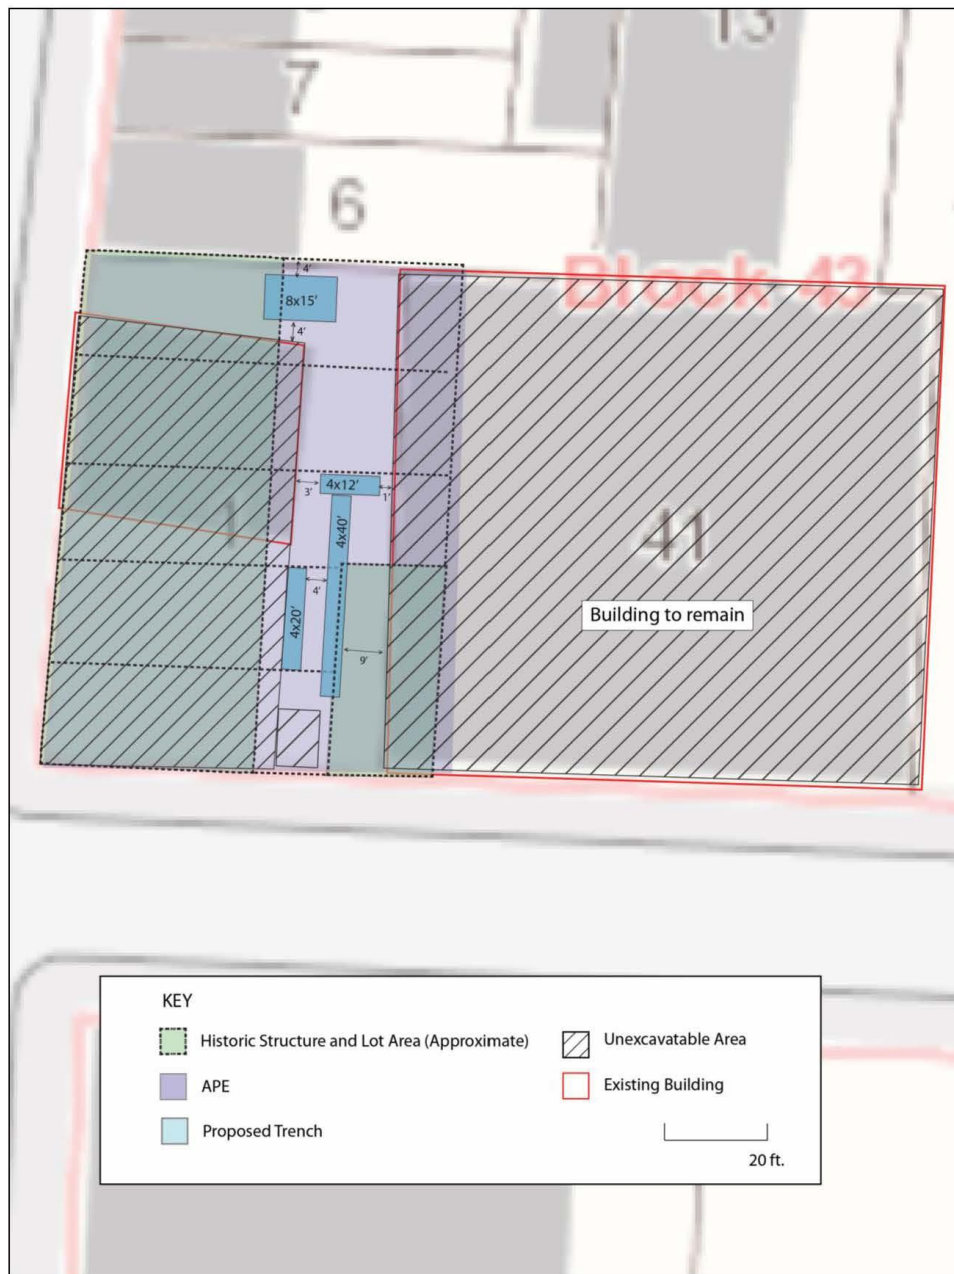 13
7
6
Block 43
4'
8x15'
4'
4x12'
3'
1'
4x40'
1
41
4'
4x20'
Building to remain
9'
KEY
Historic Structure and Lot Area (Approximate)
Unexcavatable Area
APE
Existing Building
Proposed Trench
20 ft.